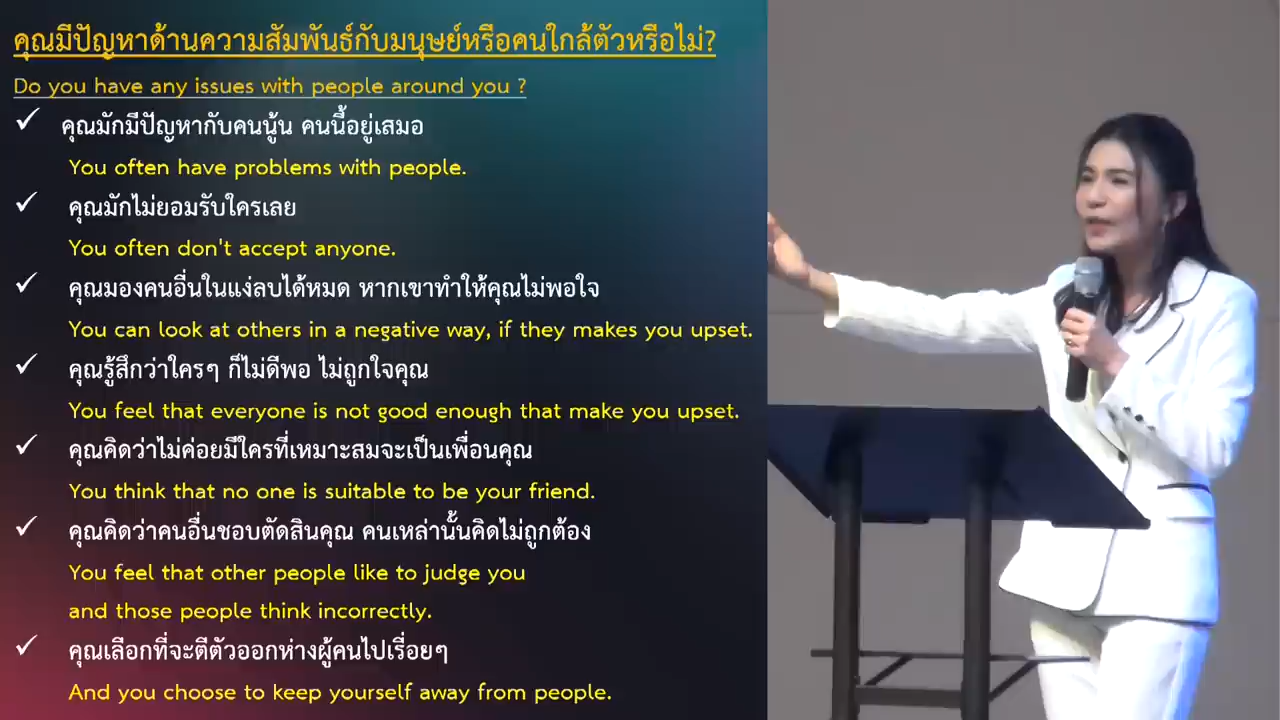 คุณมีปัญหาด้านความสัมพันธ์กับมนุษย์หรือคนใกล้ตัวหรือไม่?
Do you have any issues with people around you ?
✓ คุณมักมีปัญหากับคนนู้น คนนี้อยู่เสมอ
You often have problems with people.
✓ คุณมักไม่ยอมรับใครเลย
You often don't accept anyone.
✓ คุณมองคนอื่นในแง่ลบได้หมด หากเขาทำให้คุณไม่พอใจ
You can look at others in a negative way, if they makes you upset.
✓ คุณรู้สึกว่าใครๆ ก็ไม่ดีพอ ไม่ถูกใจคุณ
You feel that everyone is not good enough that make you upset.
✓ คุณคิดว่าไม่ค่อยมีใครที่เหมาะสมจะเป็นเพื่อนคุณ
You think that no one is suitable to be your friend.
✓ คุณคิดว่าคนอื่นชอบตัดสินคุณ คนเหล่านั้นคิดไม่ถูกต้อง
You feel that other people like to judge you
and those people think incorrectly.
✓ คุณเลือกที่จะตีตัวออกห่างผู้คนไปเรื่อยๆ
And you choose to keep yourself away from people.